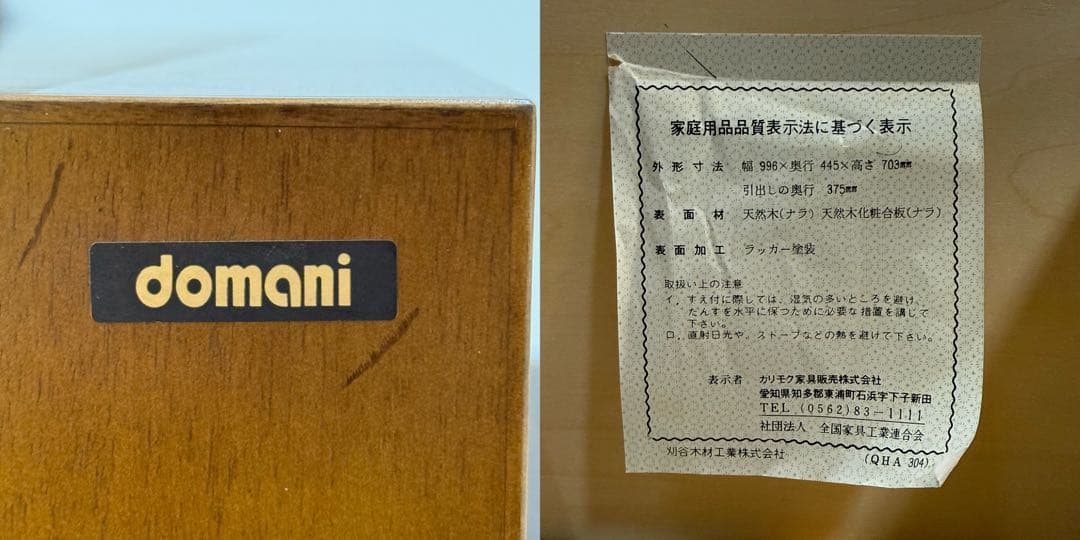 domani
家庭用品品質表示法に基づく表示
外形寸法 幅 996×奥行 445×高さ 703㎜
引出しの奥行 375㎜
表面材 天然木(ナラ) 天然木化粧合板(ナラ)
表面加工 ラッカー塗装
取扱い上の注意
イ. すえ付に際しては、湿気の多いところを避け、
たんすを水平に保つために必要な措置を講じて
下さい。
ロ. 直射日光や、ストーブなどの熱を避けて下さい。
表示者 カリモク家具販売株式会社
愛知県知多郡東浦町石浜字下子新田
TEL (0562)83-1111
社団法人 全国家具工業連合会
刈谷木材工業株式会社 (QHA 304)